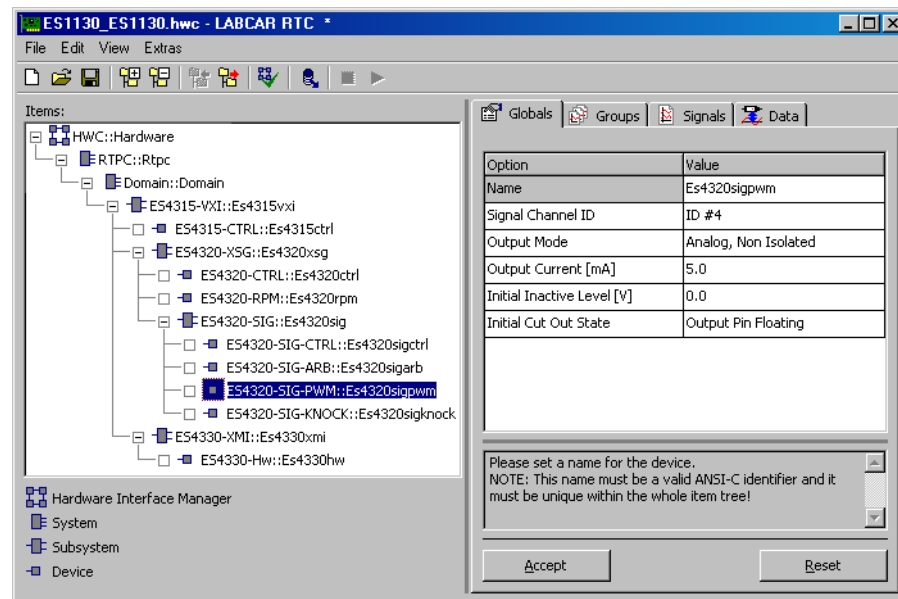 ES1130_ES1130.hwc - LABCAR RTC *
File Edit View Extras
Items:
HWC::Hardware
RTPC::Rtpc
Domain::Domain
ES4315-VXI::Es4315vxi
ES4315-CTRL::Es4315ctrl
ES4320-XSG::Es4320xsg
ES4320-CTRL::Es4320ctrl
ES4320-RPM::Es4320rpm
ES4320-SIG::Es4320sig
ES4320-SIG-CTRL::Es4320sigctrl
ES4320-SIG-ARB::Es4320sigarb
ES4320-SIG-PWM::Es4320sigpwm
ES4320-SIG-KNOCK::Es4320sigknock
ES4330-XMI::Es4330xmi
ES4330-Hw::Es4330hw
Hardware Interface Manager
System
Subsystem
Device
Globals Groups Signals Data
Option Value
Name Es4320sigpwm
Signal Channel ID ID #4
Output Mode Analog, Non Isolated
Output Current [mA] 5.0
Initial Inactive Level [V] 0.0
Initial Cut Out State Output Pin Floating
Please set a name for the device.
NOTE: This name must be a valid ANSI-C identifier and it
must be unique within the whole item tree!
Accept Reset